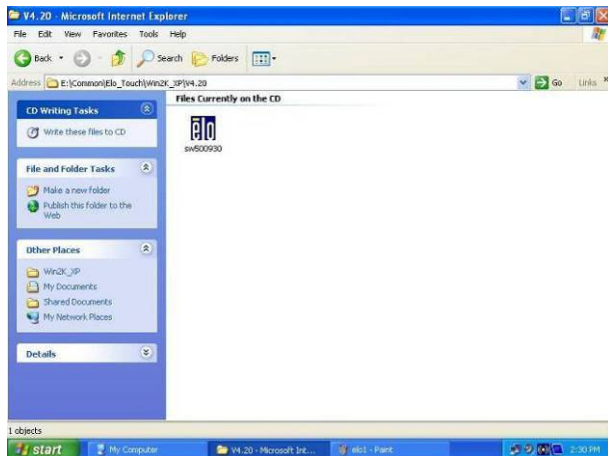 V4.20 - Microsoft Internet Explorer
File Edit View Favorites Tools Help
Back Search Folders
Address E:\Common\Elo_Touch\Win2K_XP\V4.20 Go Links »
Files Currently on the CD
CD Writing Tasks
Write these files to CD
File and Folder Tasks
Make a new folder
Publish this folder to the
Web
Other Places
Win2K_XP
My Documents
Shared Documents
My Network Places
Details
ēlo
sw500930
1 objects
start My Computer V4.20 - Microsoft Int... elo1 - Paint 2:30 PM